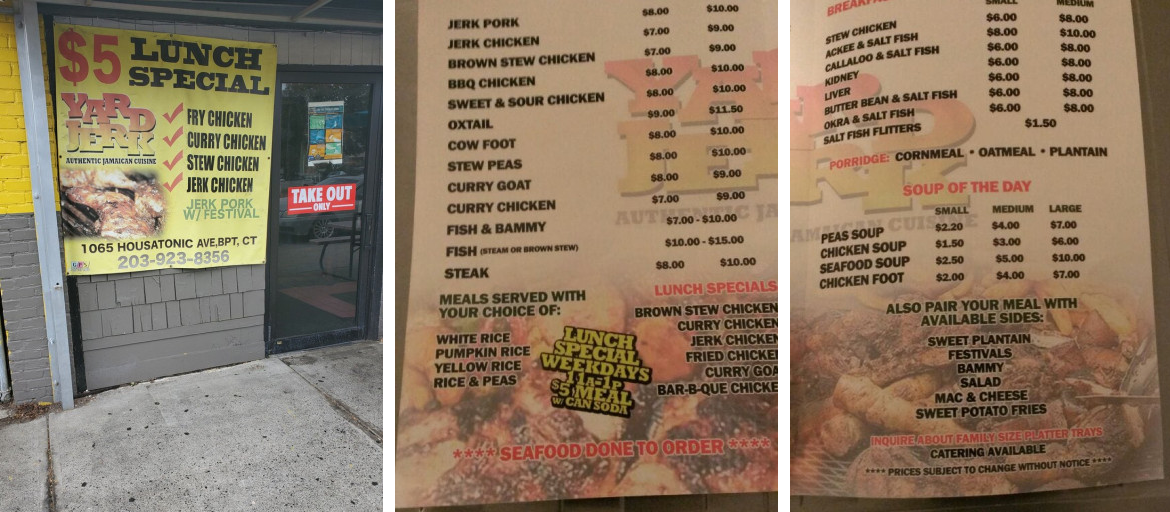 $5 LUNCH
SPECIAL
YARD
JERK
AUTHENTIC JAMAICAN CUISINE
FRY CHICKEN
CURRY CHICKEN
STEW CHICKEN
JERK CHICKEN
JERK PORK
W/ FESTIVAL
1065 HOUSATONIC AVE,BPT, CT
203-923-8356
TAKE OUT
ONLY
JERK PORK $8.00 $10.00
JERK CHICKEN $7.00 $9.00
BROWN STEW CHICKEN $7.00 $9.00
BBQ CHICKEN $8.00 $10.00
SWEET & SOUR CHICKEN $8.00 $10.00
OXTAIL $9.00 $11.50
COW FOOT $8.00 $10.00
STEW PEAS $8.00 $10.00
CURRY GOAT $8.00 $9.00
CURRY CHICKEN $7.00 $9.00
FISH & BAMMY $7.00 - $10.00
FISH (STEAM OR BROWN STEW) $10.00 - $15.00
STEAK $8.00 $10.00
MEALS SERVED WITH
YOUR CHOICE OF:
WHITE RICE
PUMPKIN RICE
YELLOW RICE
RICE & PEAS
LUNCH
SPECIAL
WEEKDAYS
11a-1p
$5 MEAL
W/ CAN SODA
LUNCH SPECIALS
BROWN STEW CHICKEN
CURRY CHICKEN
JERK CHICKEN
FRIED CHICKEN
CURRY GOA
BAR-B-QUE CHICKE
**** SEAFOOD DONE TO ORDER ****
BREAKFAS SMALL MEDIUM
STEW CHICKEN $6.00 $8.00
ACKEE & SALT FISH $8.00 $10.00
CALLALOO & SALT FISH $6.00 $8.00
KIDNEY $6.00 $8.00
LIVER $6.00 $8.00
BUTTER BEAN & SALT FISH $6.00 $8.00
OKRA & SALT FISH $6.00 $8.00
SALT FISH FLITTERS $1.50
PORRIDGE: CORNMEAL • OATMEAL • PLANTAIN
SOUP OF THE DAY
SMALL MEDIUM LARGE
PEAS SOUP $2.20 $4.00 $7.00
CHICKEN SOUP $1.50 $3.00 $6.00
SEAFOOD SOUP $2.50 $5.00 $10.00
CHICKEN FOOT $2.00 $4.00 $7.00
ALSO PAIR YOUR MEAL WITH
AVAILABLE SIDES:
SWEET PLANTAIN
FESTIVALS
BAMMY
SALAD
MAC & CHEESE
SWEET POTATO FRIES
INQUIRE ABOUT FAMILY SIZE PLATTER TRAYS
CATERING AVAILABLE
**** PRICES SUBJECT TO CHANGE WITHOUT NOTICE ****